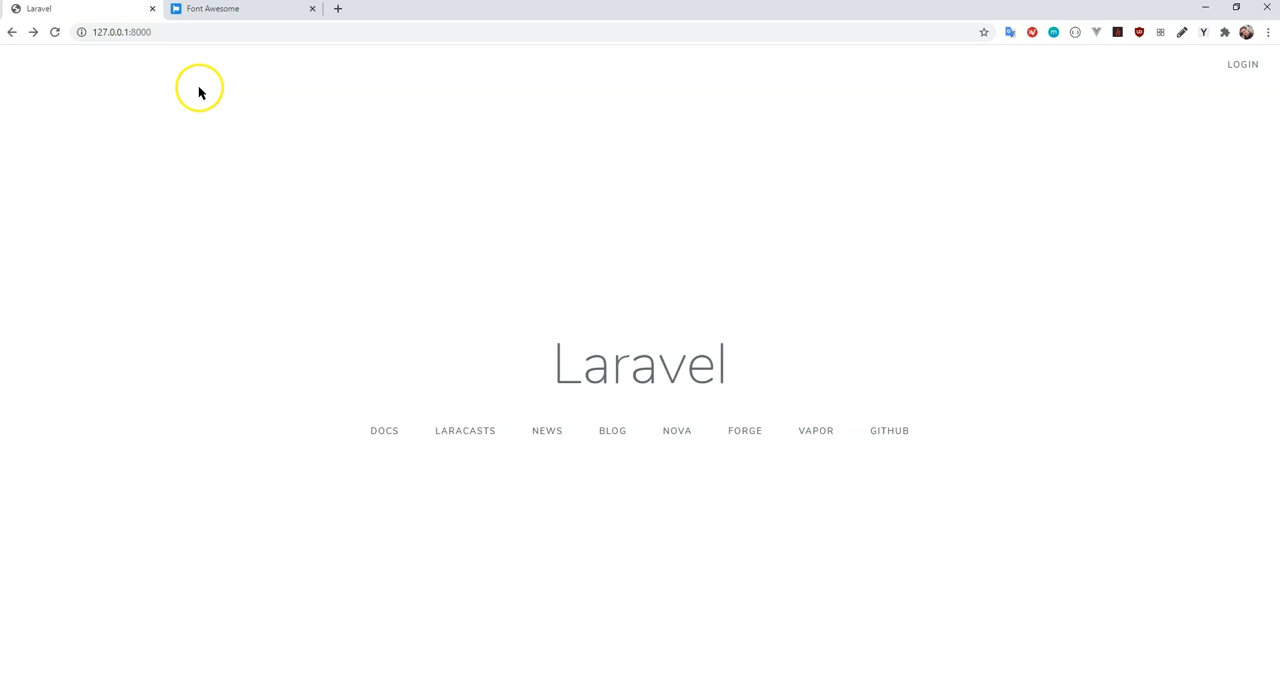 Laravel
Font Awesome
127.0.0.1:8000
LOGIN
Laravel
DOCS LARACASTS NEWS BLOG NOVA FORGE VAPOR GITHUB